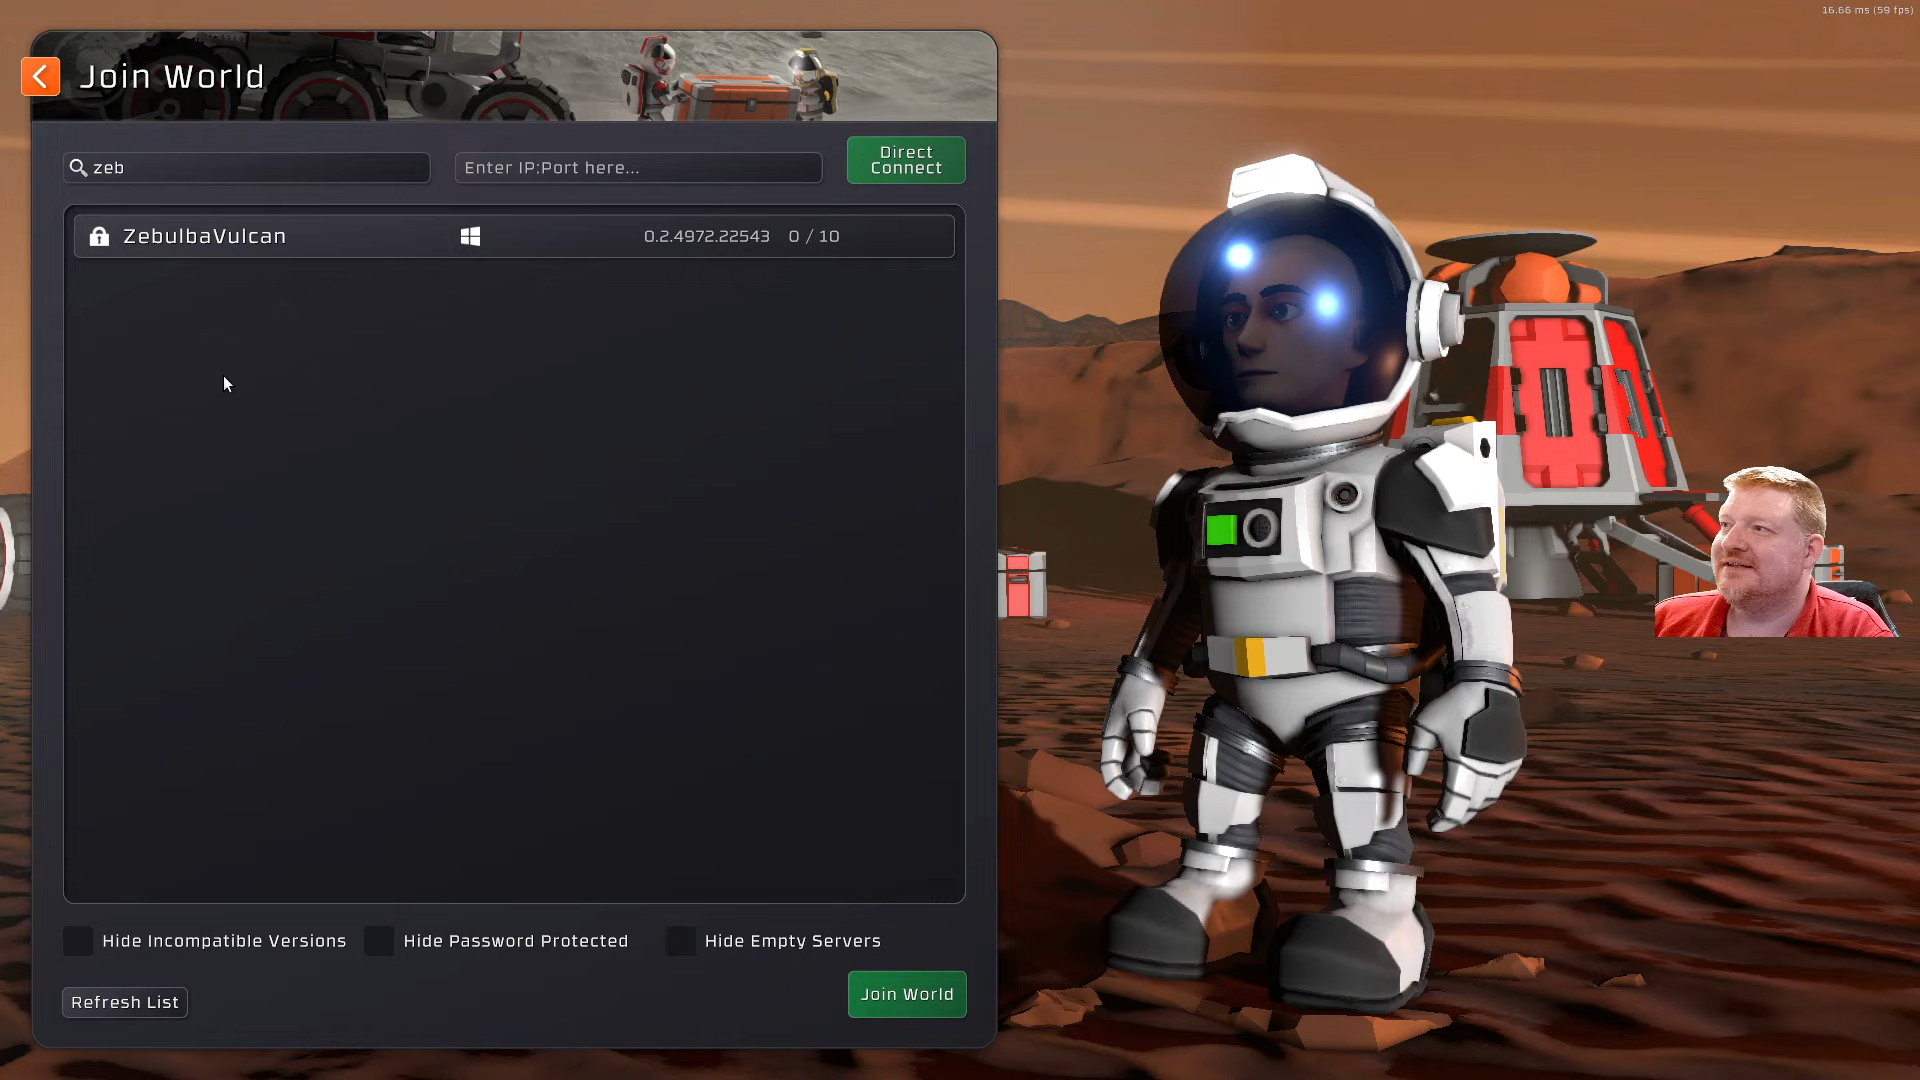 16.66 ms (59 fps)
Join World
zeb
Enter IP:Port here...
Direct
Connect
ZebulbaVulcan 0.2.4972.22543 0 / 10
Hide Incompatible Versions Hide Password Protected Hide Empty Servers
Refresh List
Join World